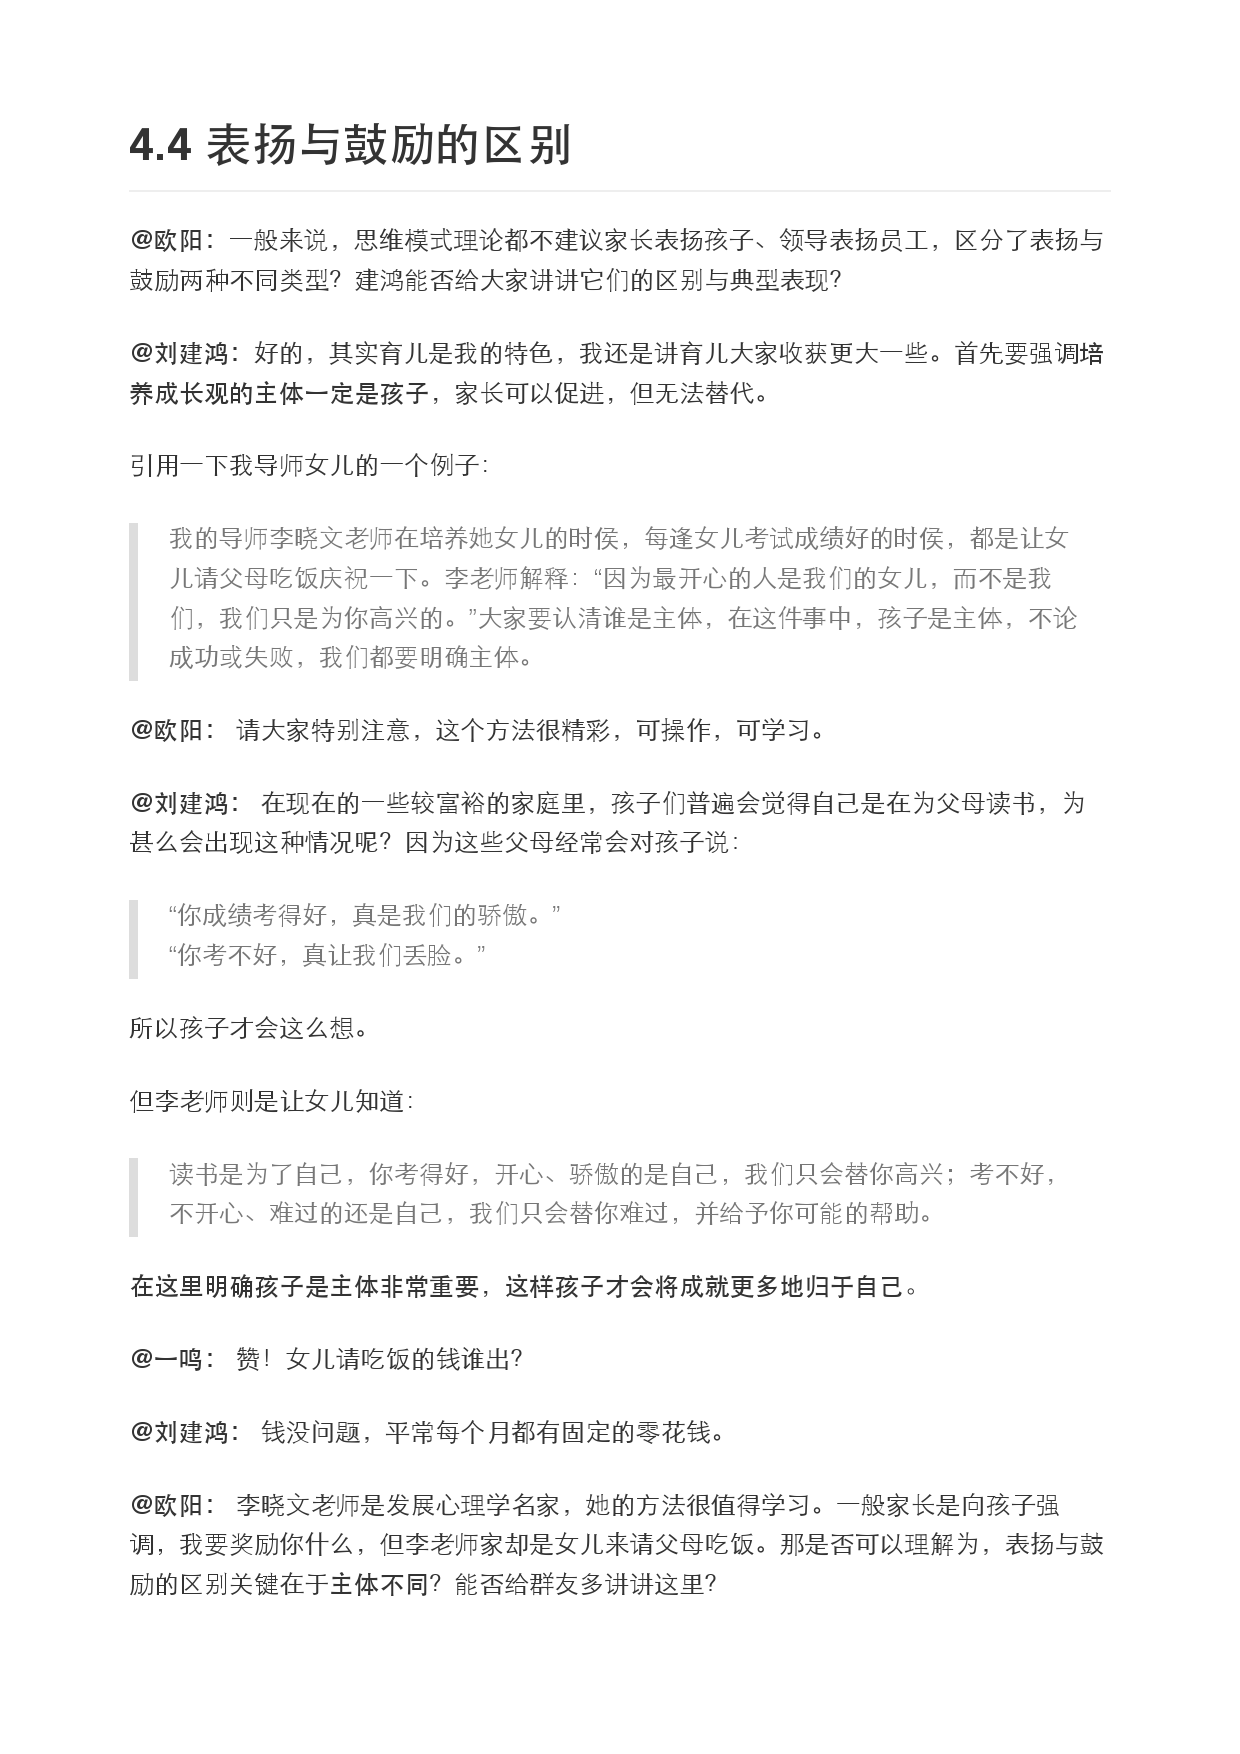 4.4 表扬与鼓励的区别
@欧阳：一般来说，思维模式理论都不建议家长表扬孩子、领导表扬员工，区分了表扬与
鼓励两种不同类型？建鸿能否给大家讲讲它们的区别与典型表现？
@刘建鸿：好的，其实育儿是我的特色，我还是讲育儿大家收获更大一些。首先要强调培
养成长观的主体一定是孩子，家长可以促进，但无法替代。
引用一下我导师女儿的一个例子：
我的导师李晓文老师在培养她女儿的时侯，每逢女儿考试成绩好的时侯，都是让女
儿请父母吃饭庆祝一下。李老师解释：“因为最开心的人是我们的女儿，而不是我
们，我们只是为你高兴的。”大家要认清谁是主体，在这件事中，孩子是主体，不论
成功或失败，我们都要明确主体。
@欧阳： 请大家特别注意，这个方法很精彩，可操作，可学习。
@刘建鸿： 在现在的一些较富裕的家庭里，孩子们普遍会觉得自己是在为父母读书，为
甚么会出现这种情况呢？因为这些父母经常会对孩子说：
“你成绩考得好，真是我们的骄傲。”
“你考不好，真让我们丢脸。”
所以孩子才会这么想。
但李老师则是让女儿知道：
读书是为了自己，你考得好，开心、骄傲的是自己，我们只会替你高兴；考不好，
不开心、难过的还是自己，我们只会替你难过，并给予你可能的帮助。
在这里明确孩子是主体非常重要，这样孩子才会将成就更多地归于自己。
@一鸣： 赞！女儿请吃饭的钱谁出？
@刘建鸿： 钱没问题，平常每个月都有固定的零花钱。
@欧阳： 李晓文老师是发展心理学名家，她的方法很值得学习。一般家长是向孩子强
调，我要奖励你什么，但李老师家却是女儿来请父母吃饭。那是否可以理解为，表扬与鼓
励的区别关键在于主体不同？能否给群友多讲讲这里？